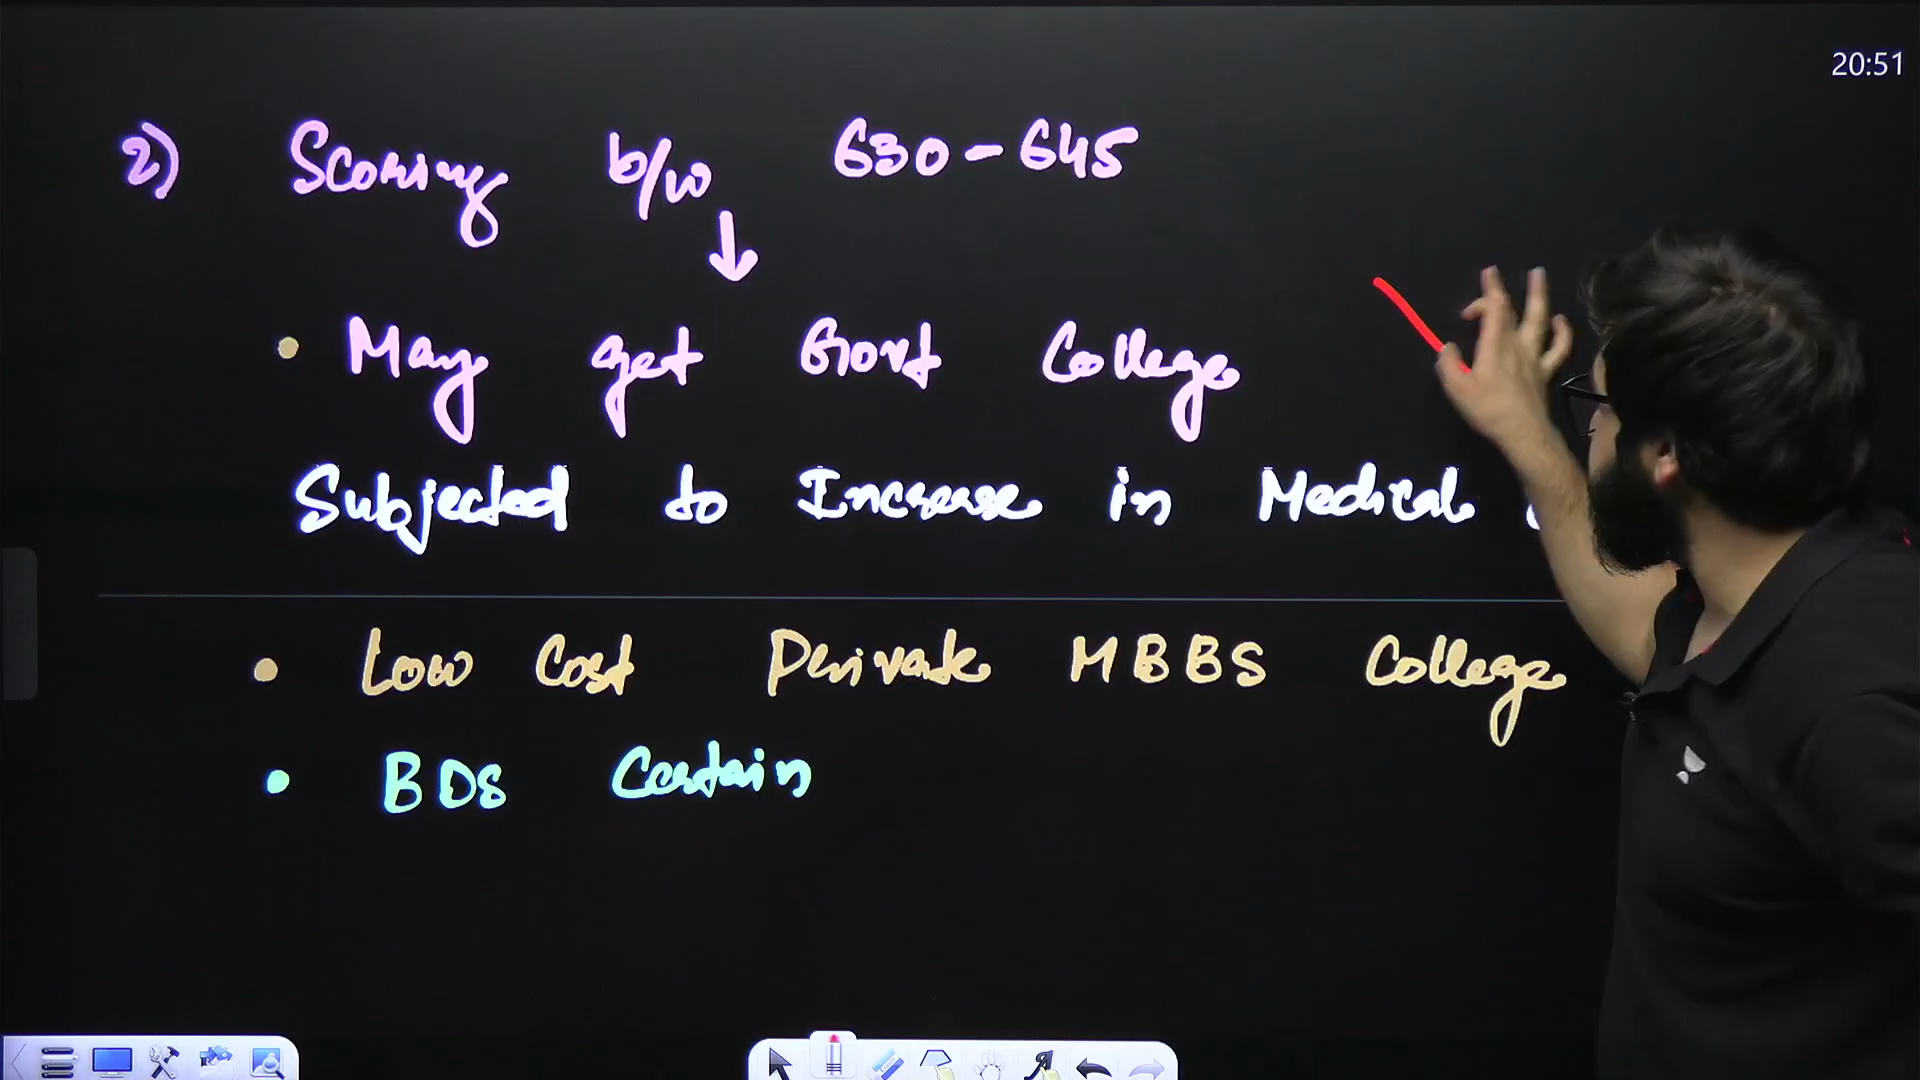 20:51
2) Scoring b/w 630-645
↓
• May get Govt College
Subjected to Increase in Medical
• Low Cost Private MBBS College
• BDS Certain